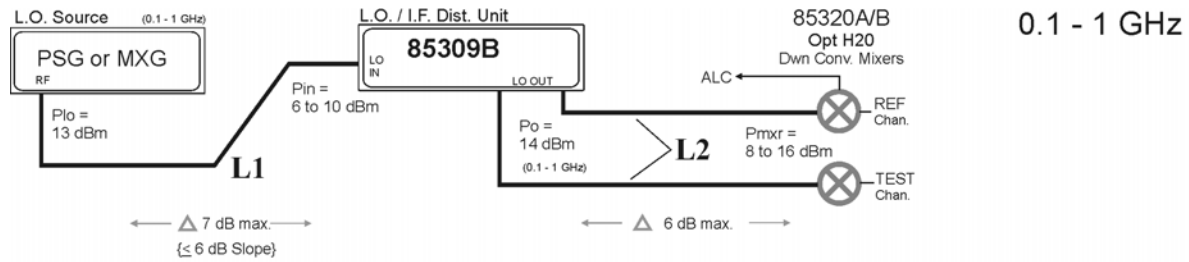 L.O. Source (0.1 - 1 GHz)
PSG or MXG
RF
Plo =
13 dBm
L1
Pin =
6 to 10 dBm
L.O. / I.F. Dist. Unit
85309B
LO
IN
LO OUT
Po =
14 dBm
(0.1 - 1 GHz)
L2
Pmxr =
8 to 16 dBm
85320A/B
Opt H20
Dwn Conv. Mixers
ALC
REF
Chan.
TEST
Chan.
0.1 - 1 GHz
△ 7 dB max.
{≤ 6 dB Slope}
△ 6 dB max.